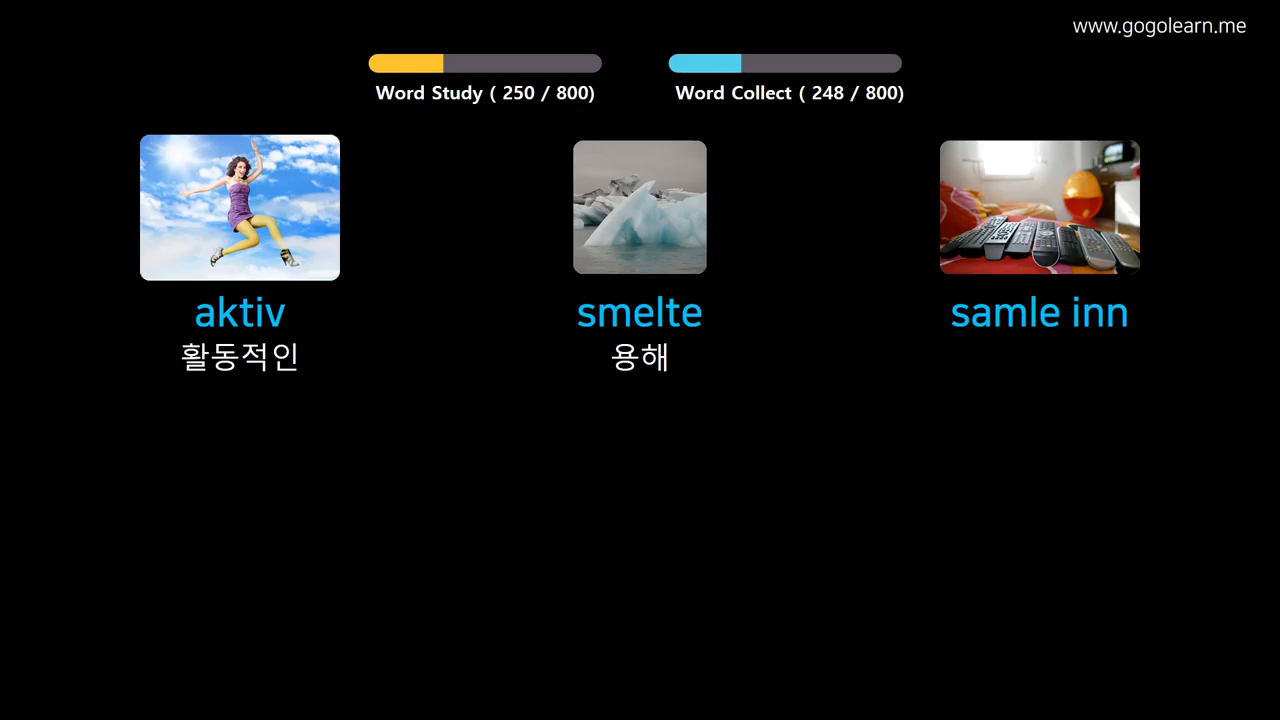 www.gogolearn.me
Word Study ( 250 / 800)
Word Collect ( 248 / 800)
aktiv
smelte
samle inn
활동적인
용해